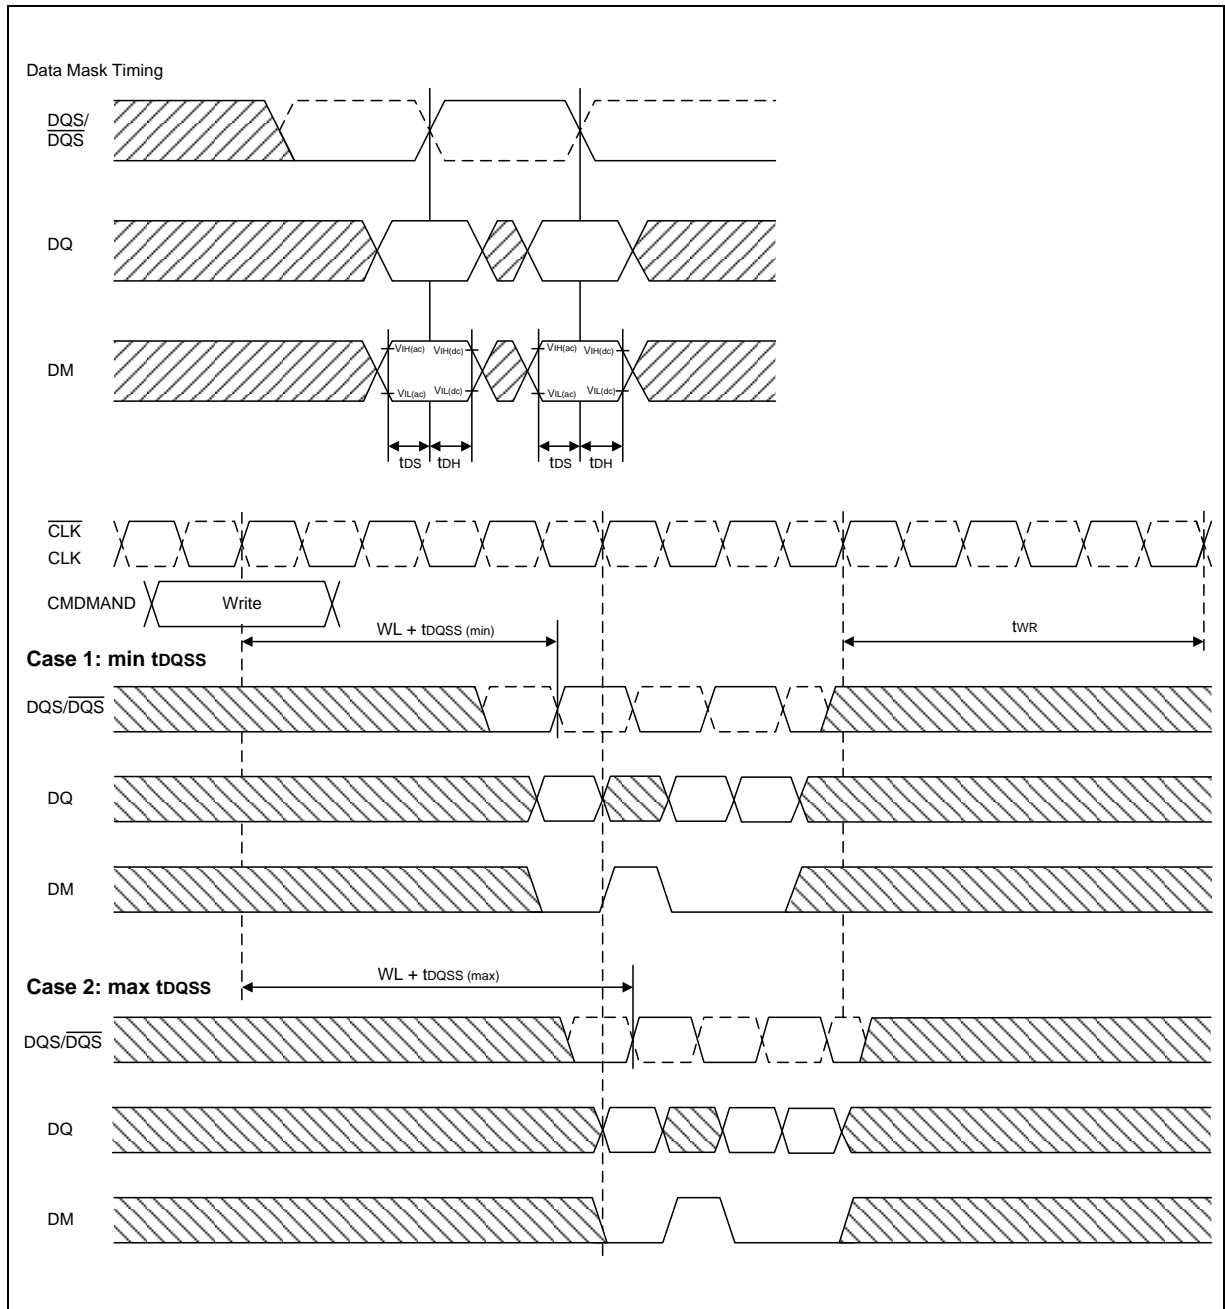 Data Mask Timing
DQS/
DQS
DQ
DM
VIH(ac)
VIH(dc)
VIL(ac)
VIL(dc)
VIH(ac)
VIH(dc)
VIL(ac)
VIL(dc)
tDS
tDH
tDS
tDH
CLK
CLK
CMDMAND
Write
WL + tDQSS (min)
tWR
Case 1: min tDQSS
DQS/DQS
DQ
DM
WL + tDQSS (max)
Case 2: max tDQSS
DQS/DQS
DQ
DM